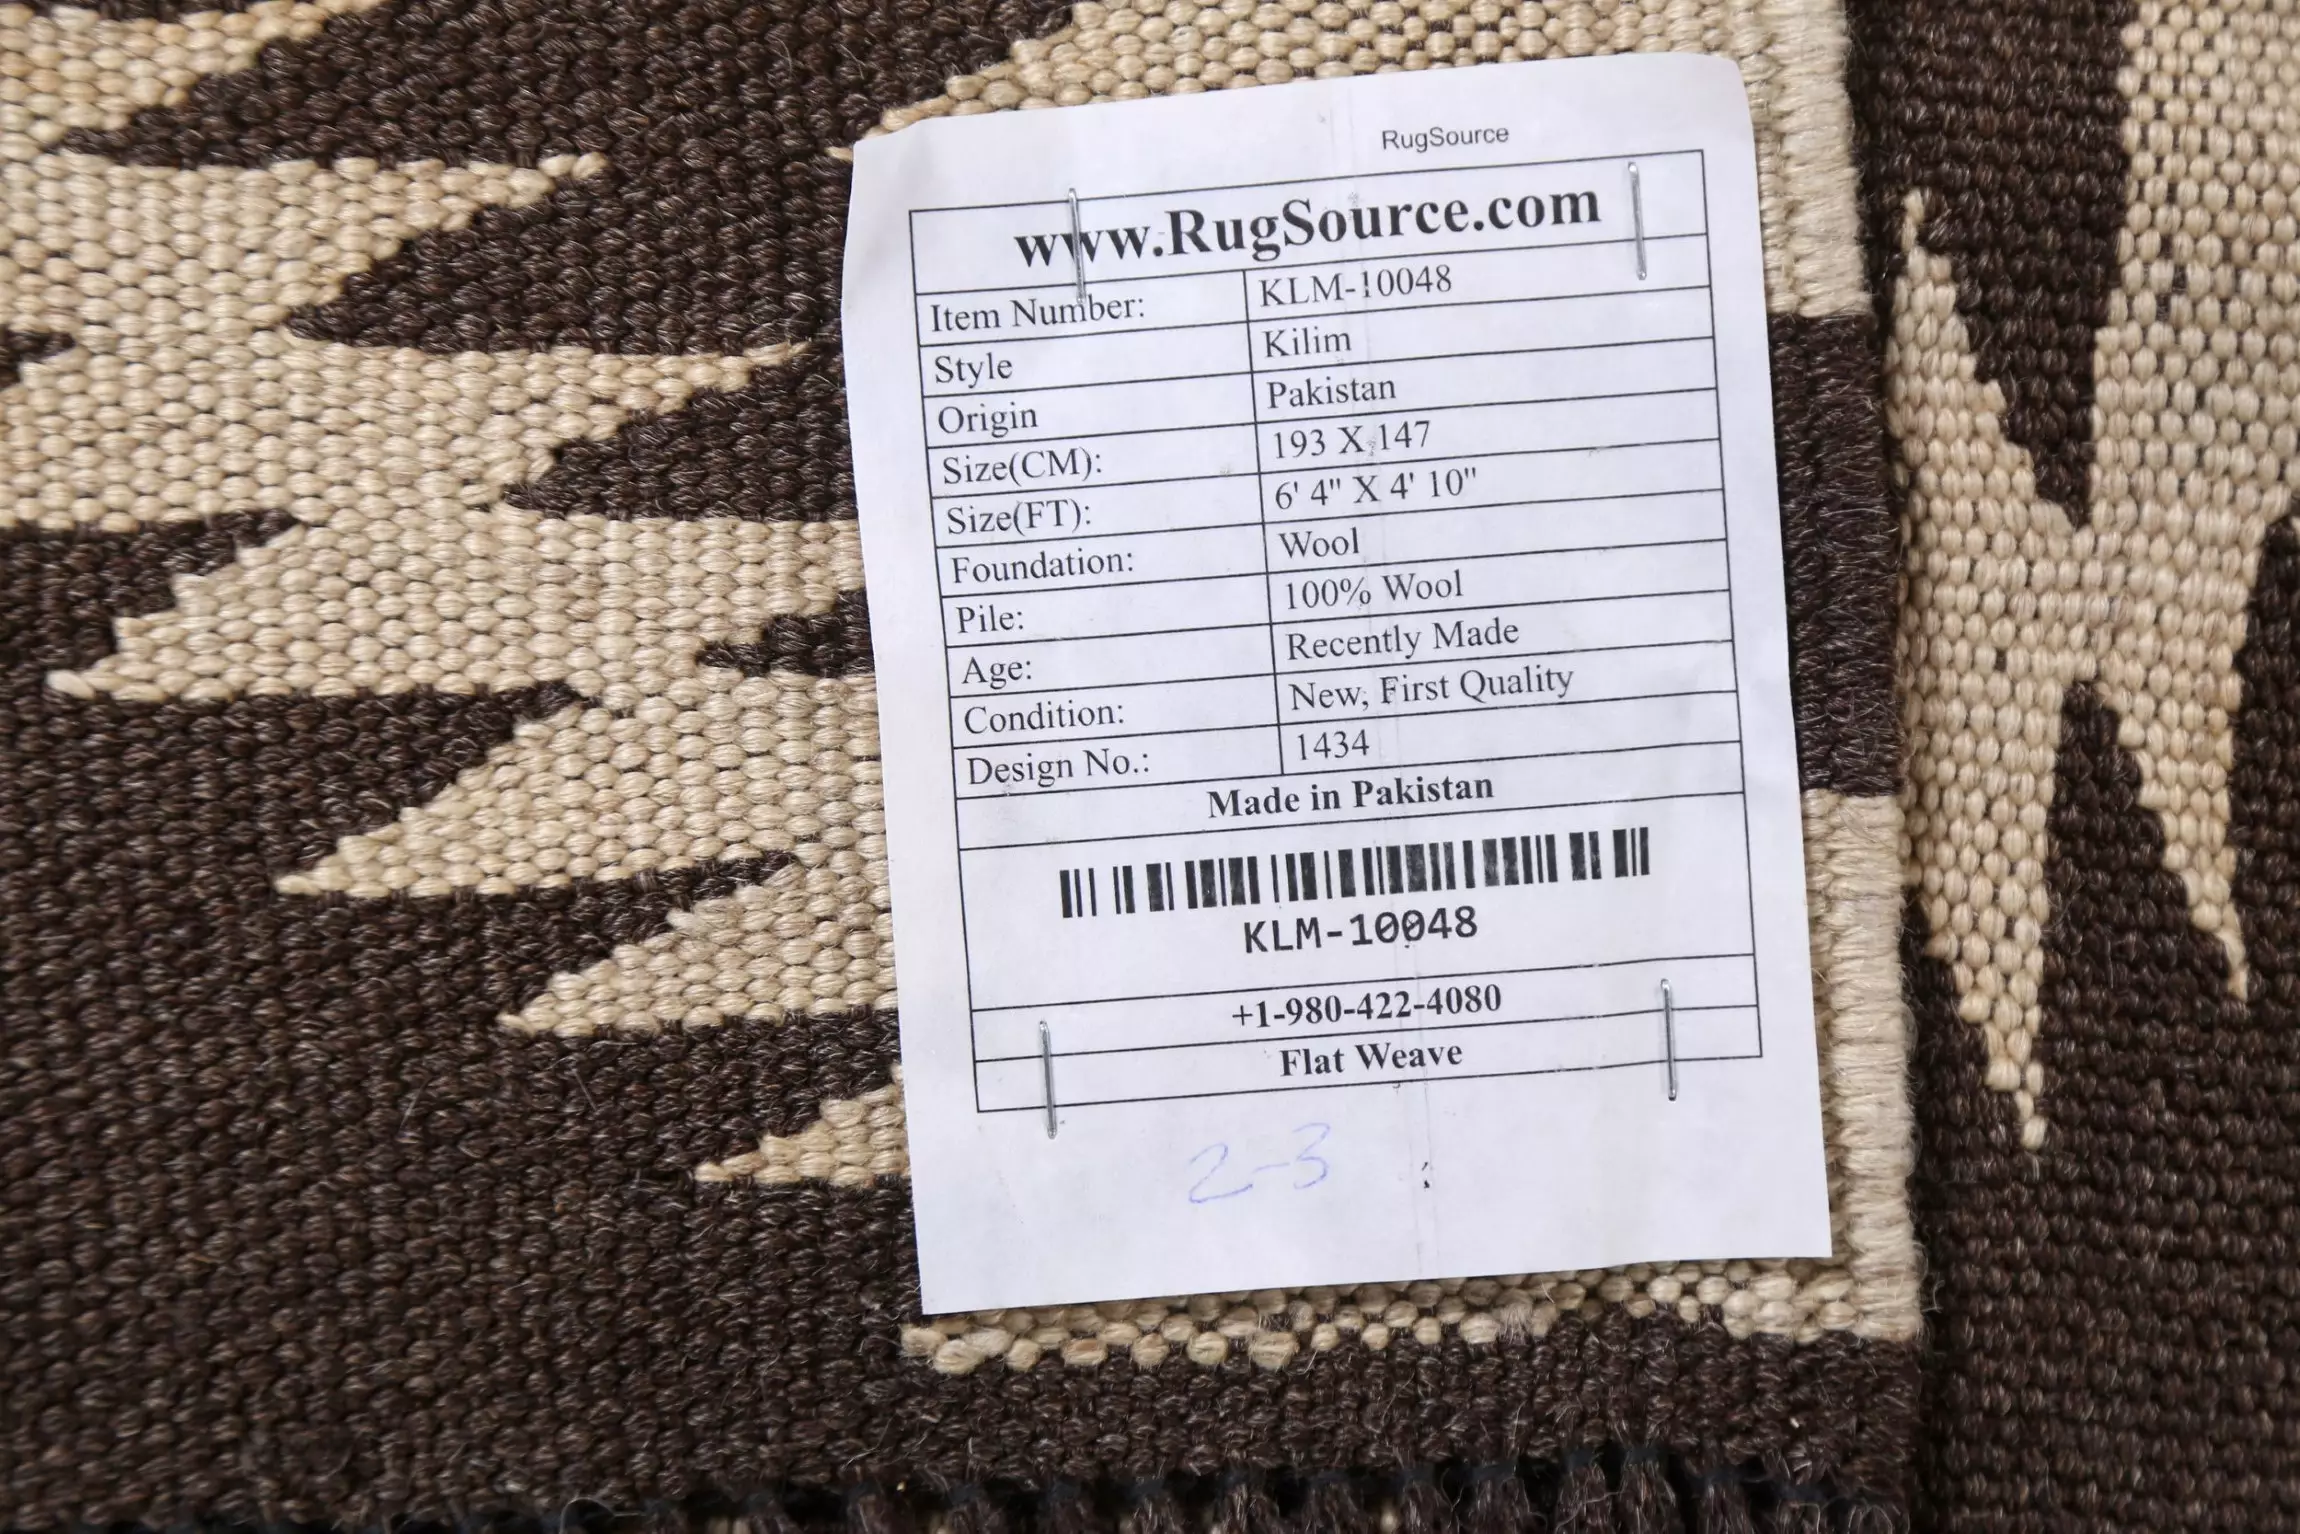 RugSource
www.RugSource.com
Item Number: KLM-10048
Style Kilim
Origin Pakistan
Size(CM): 193 X 147
Size(FT): 6' 4" X 4' 10"
Foundation: Wool
Pile: 100% Wool
Age: Recently Made
Condition: New, First Quality
Design No.: 1434
Made in Pakistan
KLM-10048
+1-980-422-4080
Flat Weave
2-3